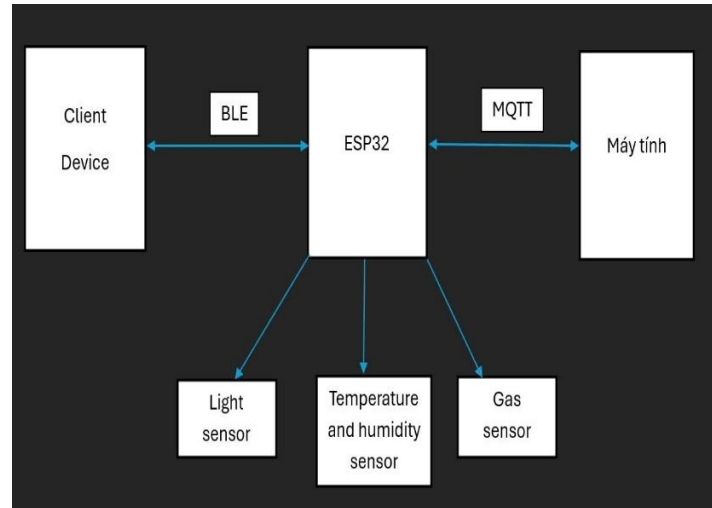 Client
Device
BLE
ESP32
MQTT
Máy tính
Light
sensor
Temperature
and humidity
sensor
Gas
sensor